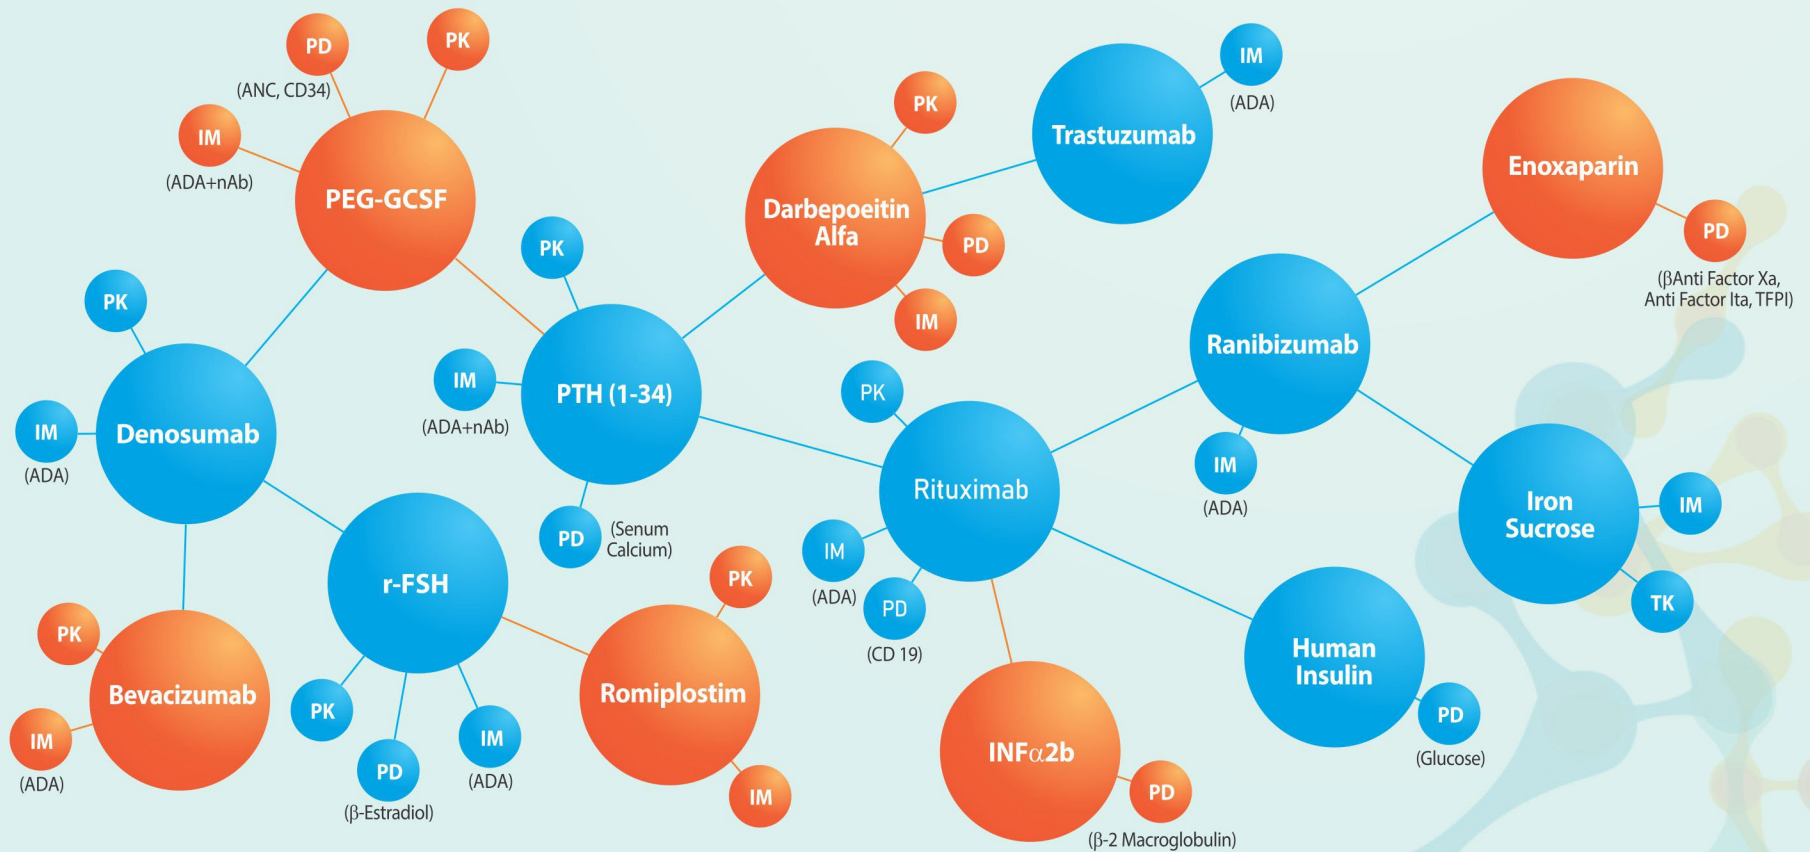 PD
(ANC, CD34)
PK
IM
(ADA+nAb)
PEG-GCSF
PK
Darbepoeitin
Alfa
PD
IM
Trastuzumab
IM
(ADA)
Enoxaparin
PD
(βAnti Factor Xa,
Anti Factor Ita, TFPI)
PK
IM
(ADA)
Denosumab
PK
IM
(ADA+nAb)
PTH (1-34)
PD
(Senum
Calcium)
PK
Rituximab
IM
(ADA)
PD
(CD 19)
Ranibizumab
IM
(ADA)
Iron
Sucrose
IM
TK
PK
Bevacizumab
IM
(ADA)
r-FSH
PK
PD
(β-Estradiol)
IM
(ADA)
PK
Romiplostim
IM
INFα2b
PD
(β-2 Macroglobulin)
Human
Insulin
PD
(Glucose)